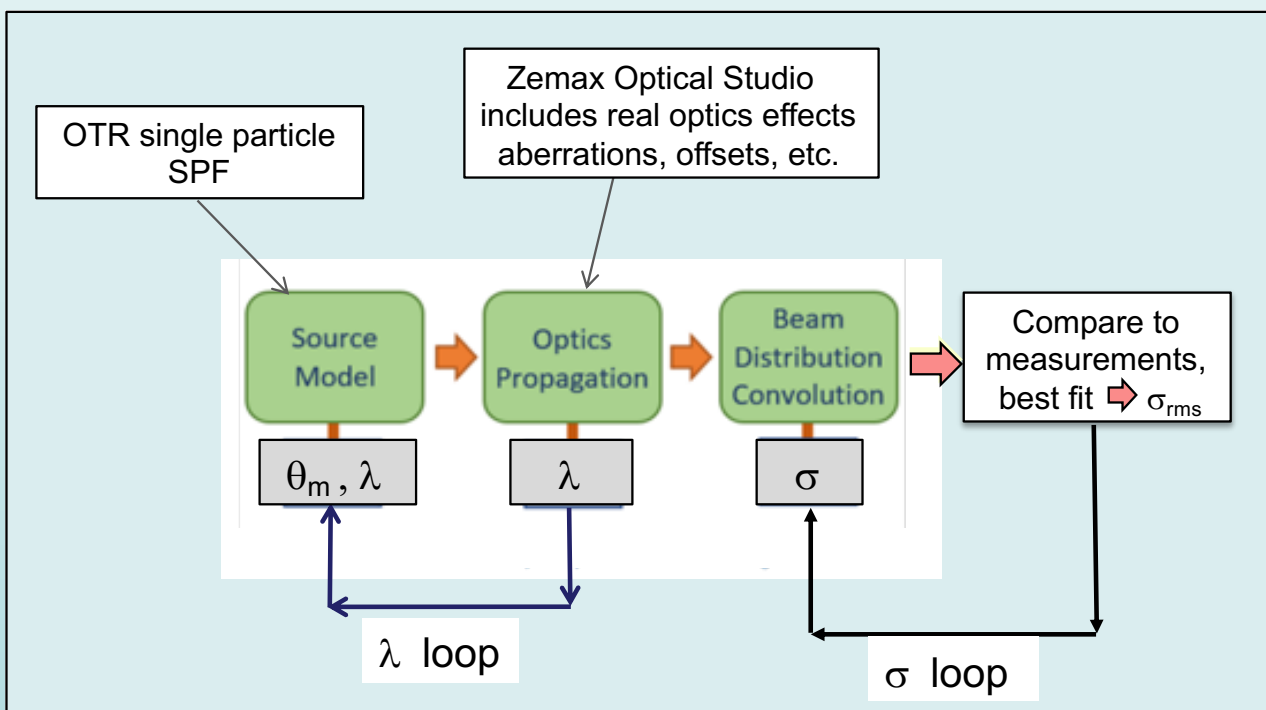 Zemax Optical Studio
includes real optics effects
aberrations, offsets, etc.
OTR single particle
SPF
Source
Model
Optics
Propagation
Beam
Distribution
Convolution
Compare to
measurements,
best fit ⇨ σrms
θm , λ
λ
σ
λ loop
σ loop